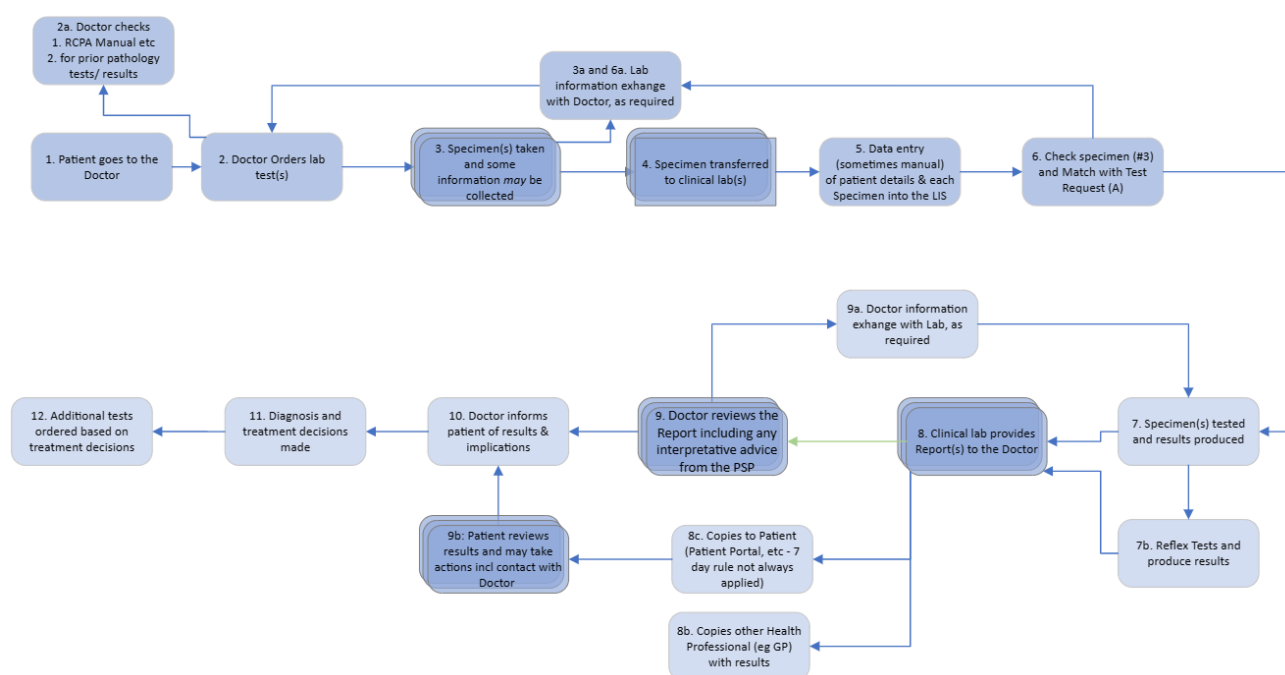 2a. Doctor checks
1. RCPA Manual etc
2. for prior pathology
tests/ results
3a and 6a. Lab
information exhange
with Doctor, as required
1. Patient goes to the
Doctor
2. Doctor Orders lab
test(s)
3. Specimen(s) taken
and some
information may be
collected
4. Specimen transferred
to clinical lab(s)
5. Data entry
(sometimes manual)
of patient details & each
Specimen into the LIS
6. Check specimen (#3)
and Match with Test
Request (A)
9a. Doctor information
exhange with Lab, as
required
12. Additional tests
ordered based on
treatment decisions
11. Diagnosis and
treatment decisions
made
10. Doctor informs
patient of results &
implications
9. Doctor reviews the
Report including any
interpretative advice
from the PSP
8. Clinical lab provides
Report(s) to the Doctor
7. Specimen(s) tested
and results produced
9b: Patient reviews
results and may take
actions incl contact with
Doctor
8c. Copies to Patient
(Patient Portal, etc - 7
day rule not always
applied)
7b. Reflex Tests and
produce results
8b. Copies other Health
Professional (eg GP)
with results